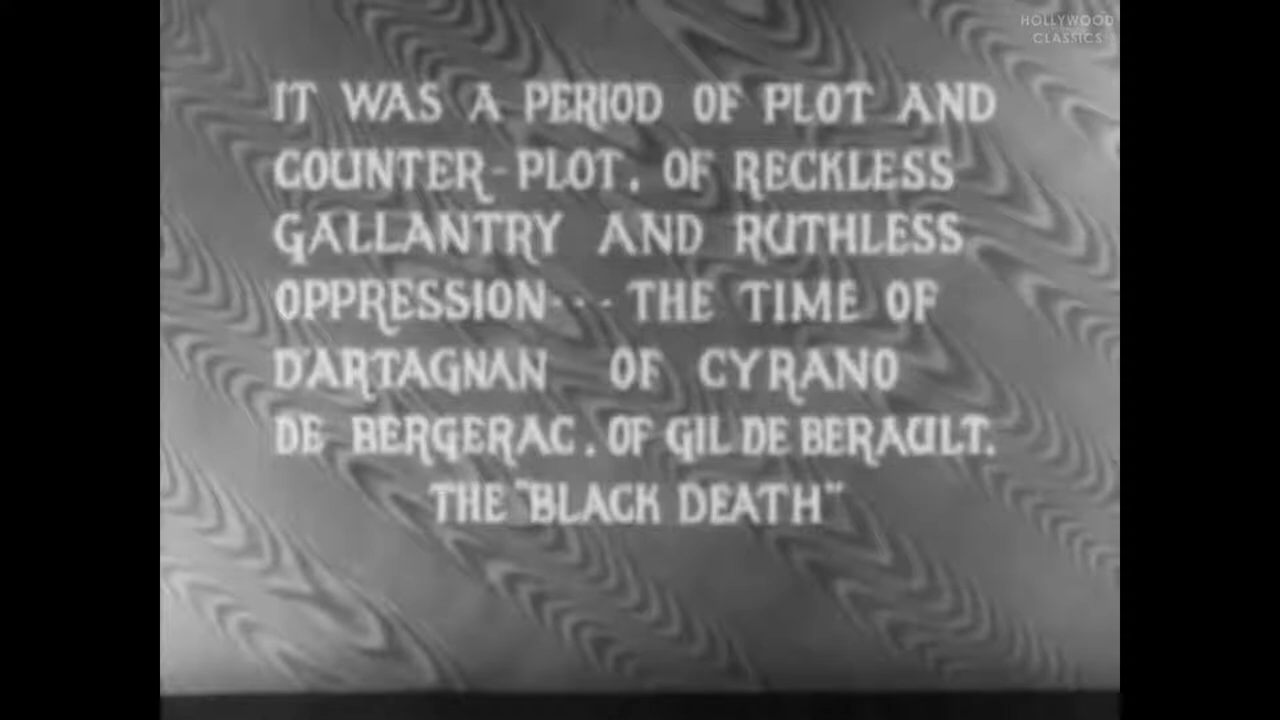 HOLLYWOOD
CLASSICS
IT WAS A PERIOD OF PLOT AND
COUNTER-PLOT, OF RECKLESS
GALLANTRY AND RUTHLESS
OPPRESSION--- THE TIME OF
D'ARTAGNAN OF CYRANO
DE BERGERAC, OF GIL DE BERAULT,
THE "BLACK DEATH"